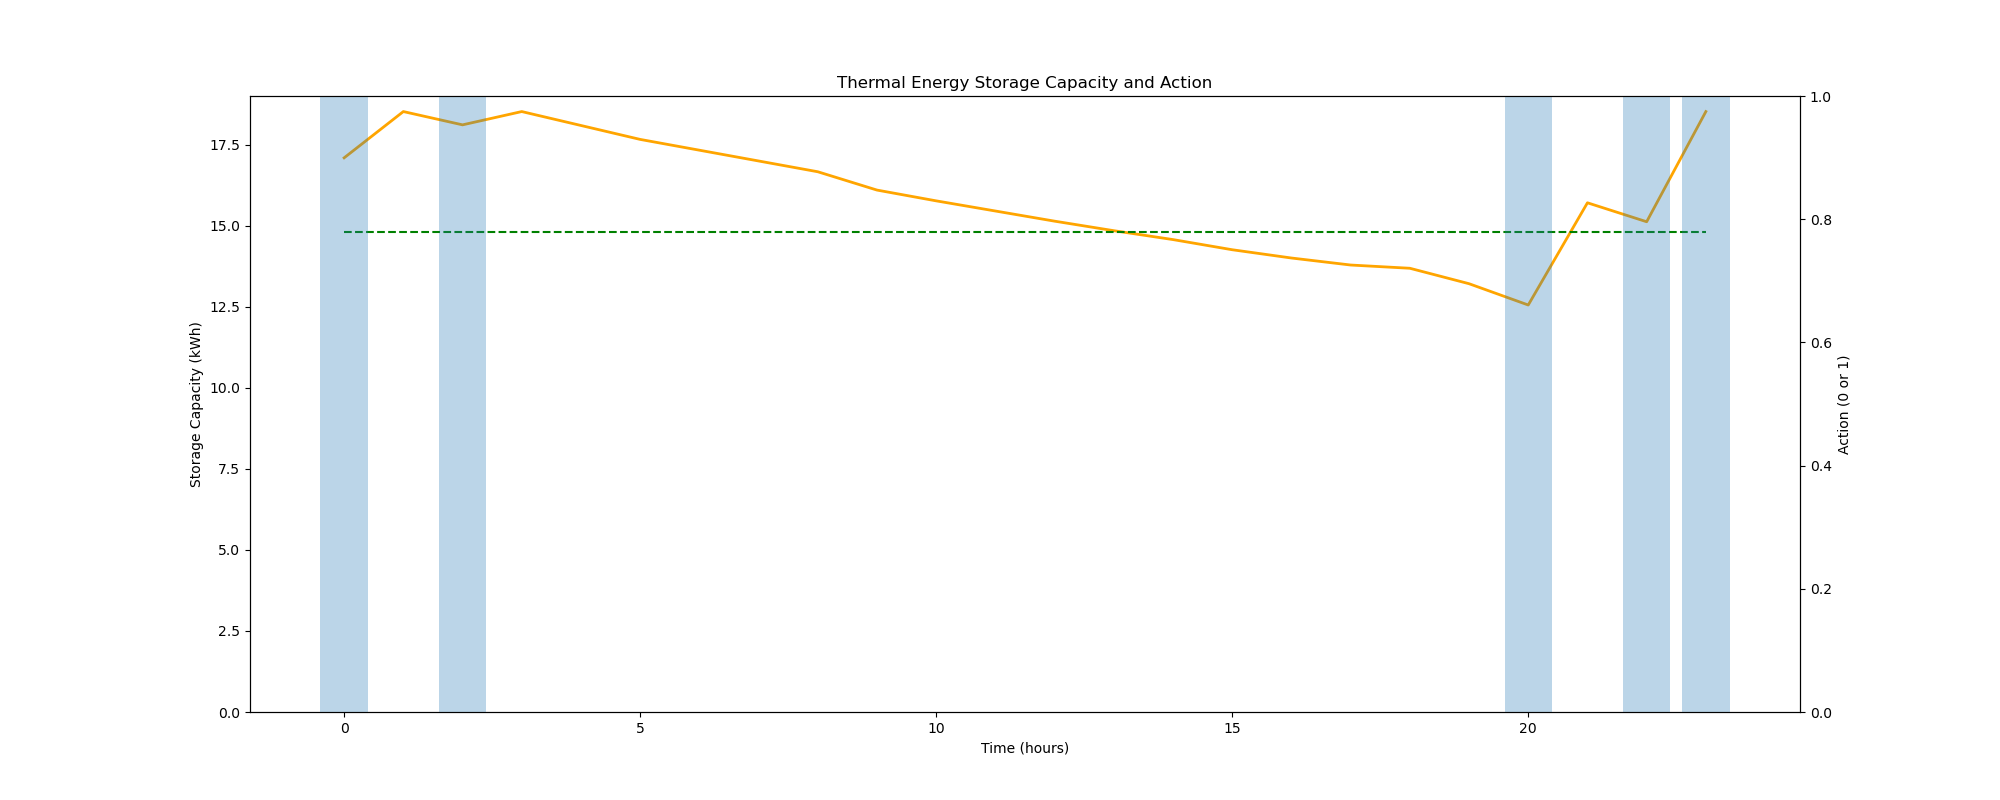 Thermal Energy Storage Capacity and Action
Storage Capacity (kWh)
17.5
15.0
12.5
10.0
7.5
5.0
2.5
0.0
1.0
0.8
0.6
0.4
0.2
0.0
Action (0 or 1)
0 5 10 15 20
Time (hours)